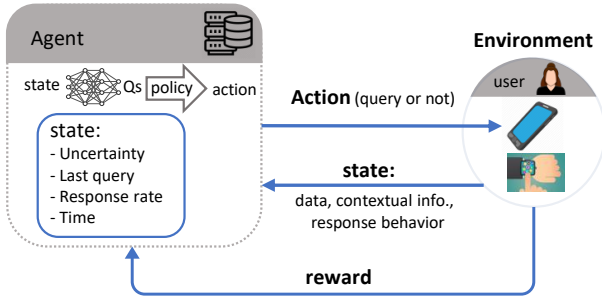 Agent
state
Qs
policy
action
state:
- Uncertainty
- Last query
- Response rate
- Time
Action (query or not)
state:
data, contextual info.,
response behavior
reward
Environment
user